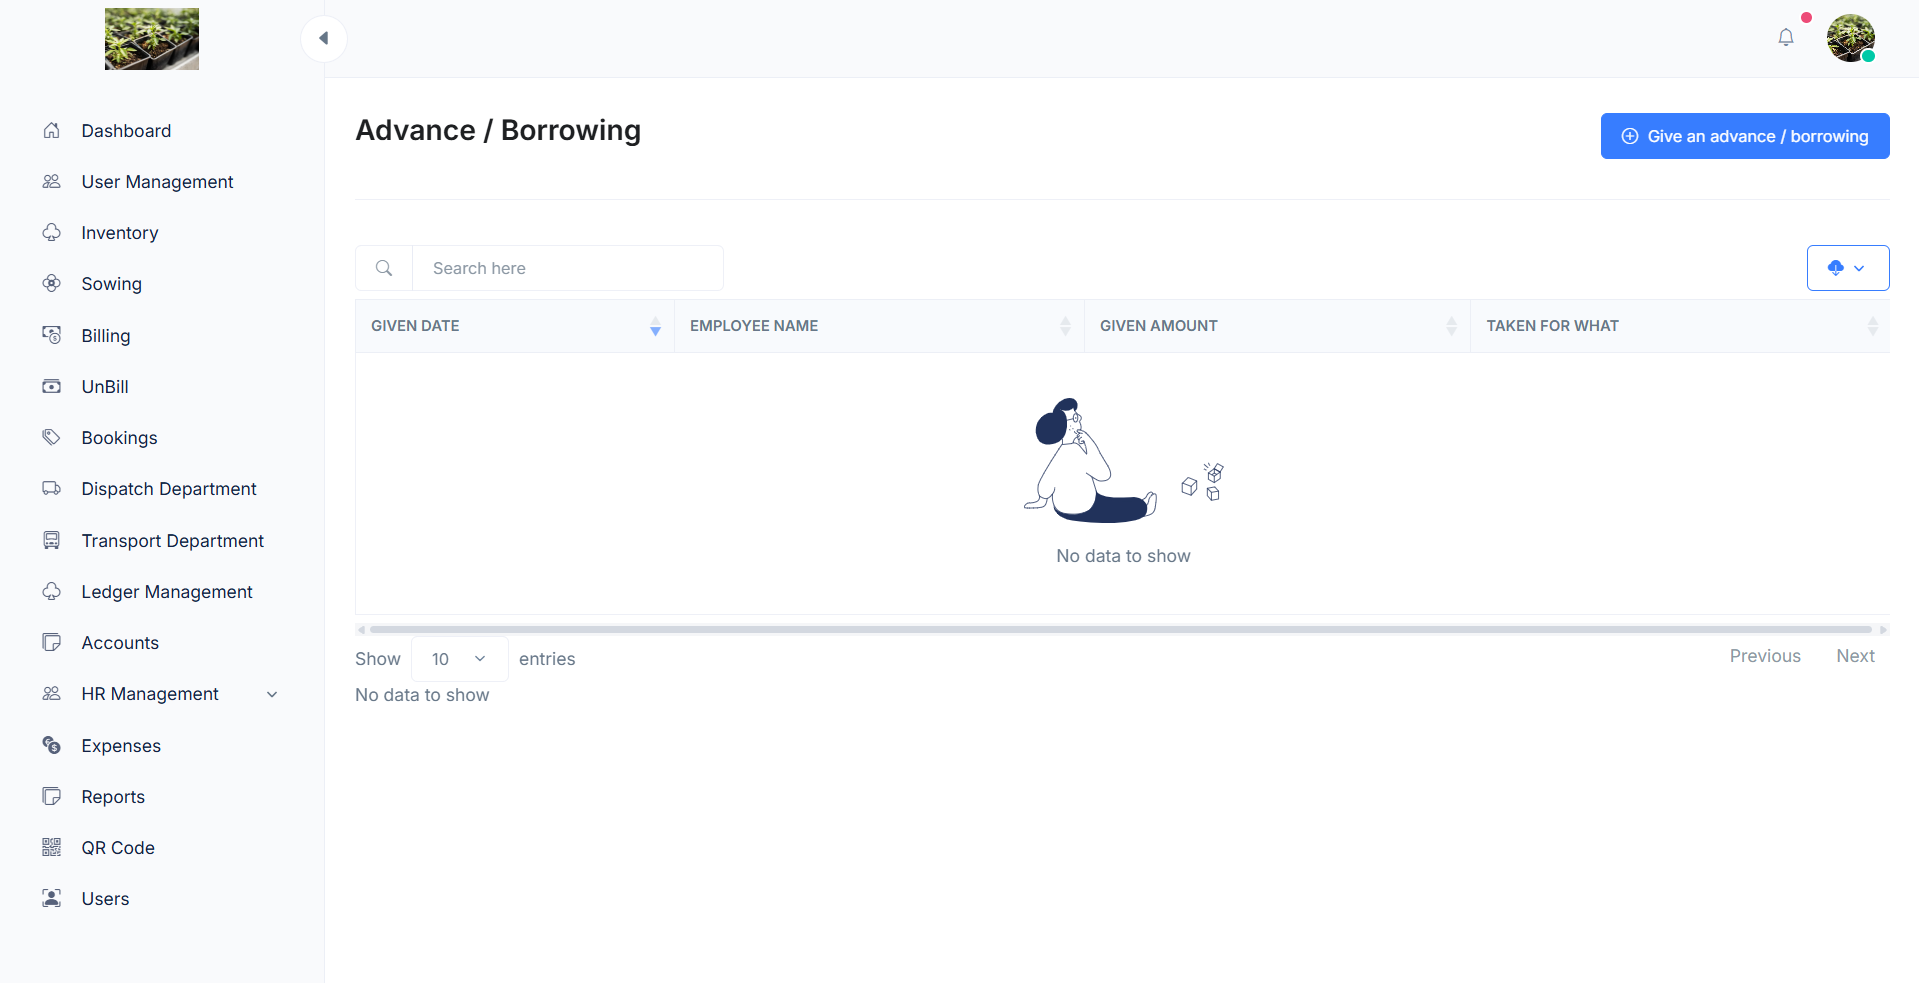 Dashboard
User Management
Inventory
Sowing
Billing
UnBill
Bookings
Dispatch Department
Transport Department
Ledger Management
Accounts
HR Management
Expenses
Reports
QR Code
Users
Advance / Borrowing
Give an advance / borrowing
Search here
GIVEN DATE EMPLOYEE NAME GIVEN AMOUNT TAKEN FOR WHAT
No data to show
Show 10 entries
Previous Next
No data to show